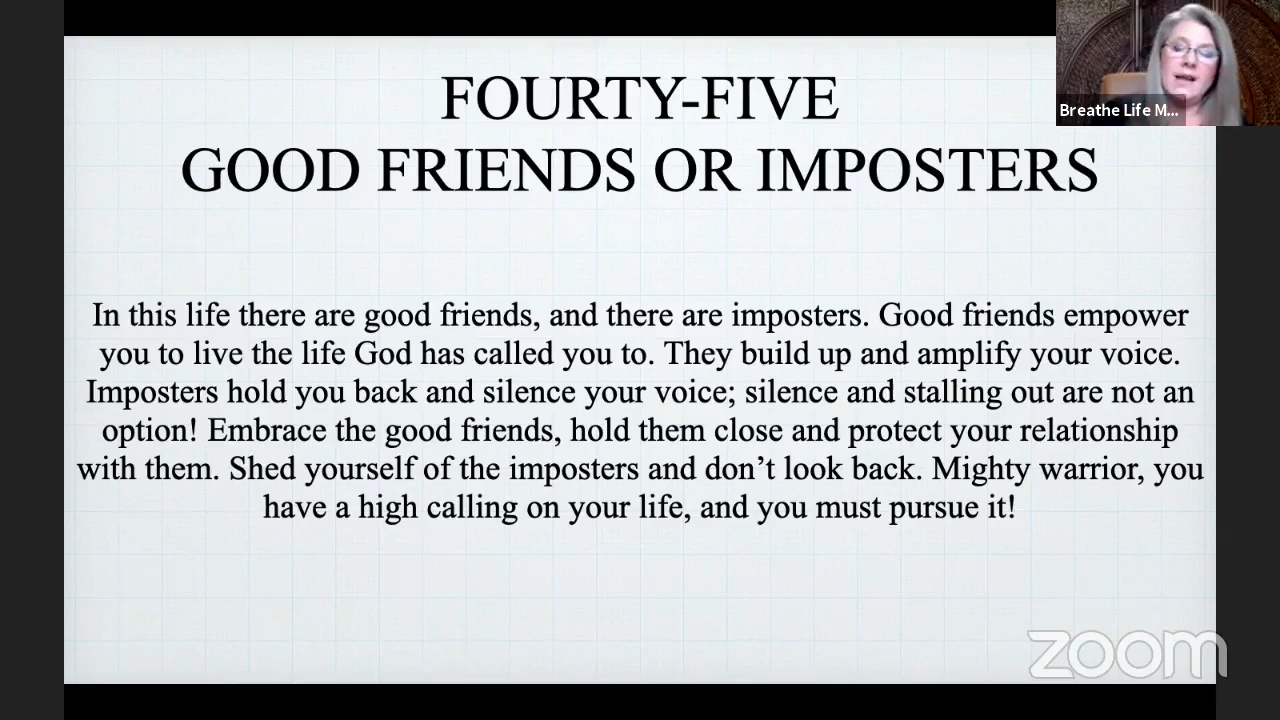 FOURTY-FIVE
GOOD FRIENDS OR IMPOSTERS
Breathe Life M...
In this life there are good friends, and there are imposters. Good friends empower
you to live the life God has called you to. They build up and amplify your voice.
Imposters hold you back and silence your voice; silence and stalling out are not an
option! Embrace the good friends, hold them close and protect your relationship
with them. Shed yourself of the imposters and don’t look back. Mighty warrior, you
have a high calling on your life, and you must pursue it!
zoom